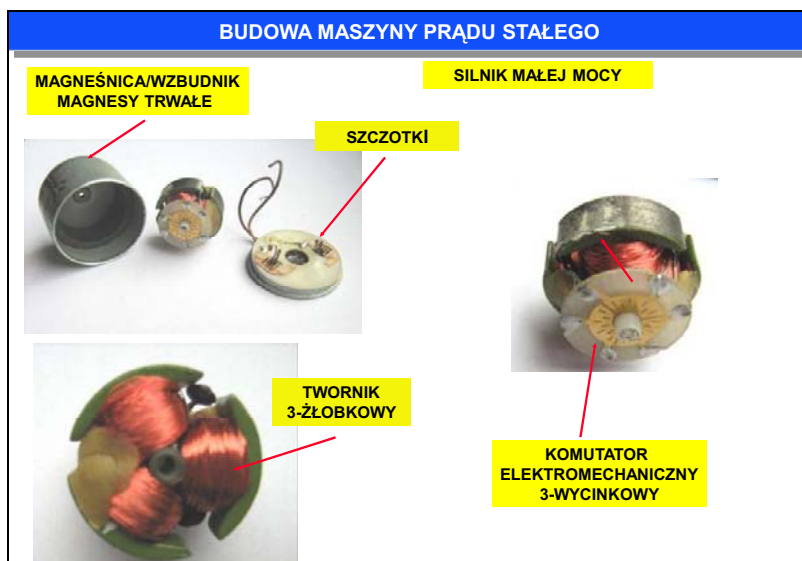 BUDOWA MASZYNY PRĄDU STAŁEGO
SILNIK MAŁEJ MOCY
MAGNEŚNICA/WZBUDNIK
MAGNESY TRWAŁE
SZCZOTKI
TWORNIK
3-ŻŁOBKOWY
KOMUTATOR
ELEKTROMECHANICZNY
3-WYCINKOWY